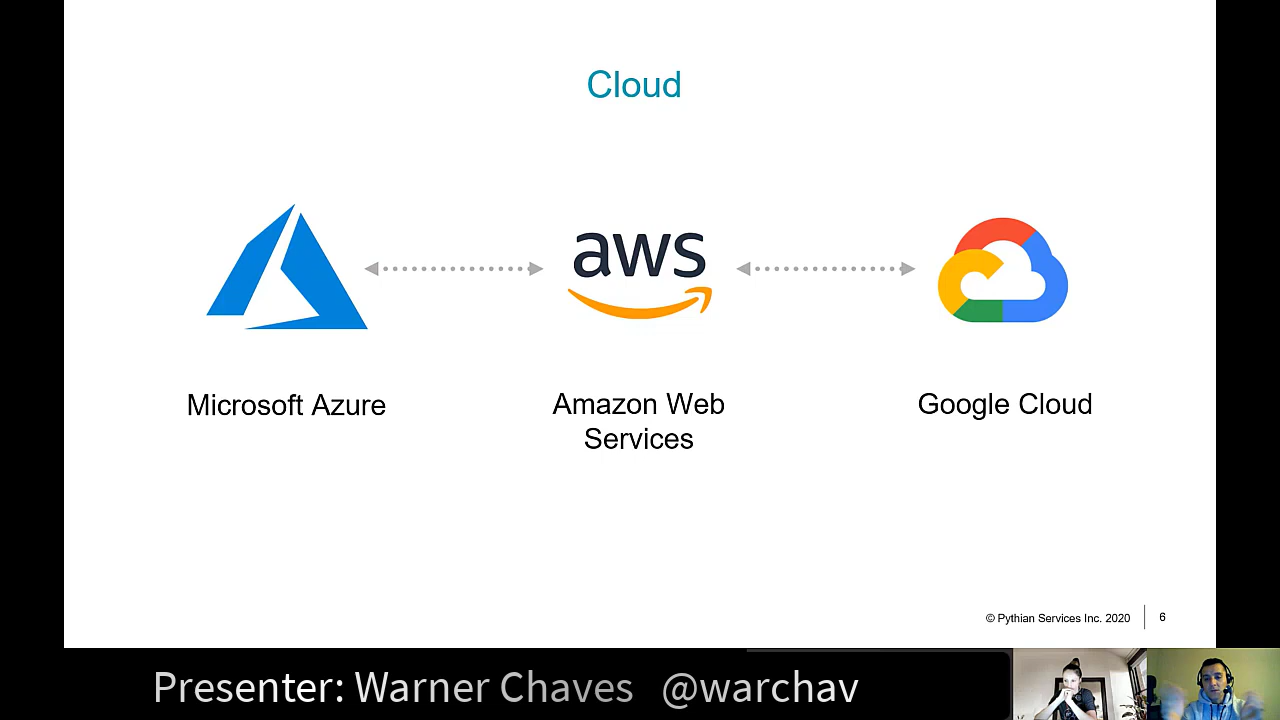 Cloud
aws
Microsoft Azure
Amazon Web
Services
Google Cloud
© Pythian Services Inc. 2020
6
Presenter: Warner Chaves @warchav